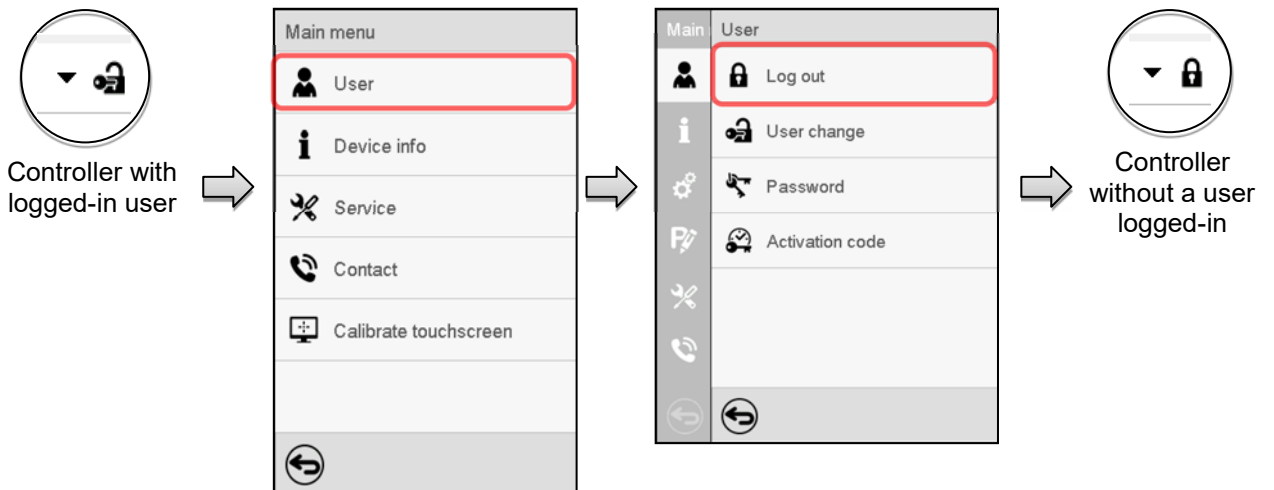 Controller with
logged-in user
Main menu
User
Device info
Service
Contact
Calibrate touchscreen
Main
User
Log out
User change
Password
Activation code
Controller
without a user
logged-in